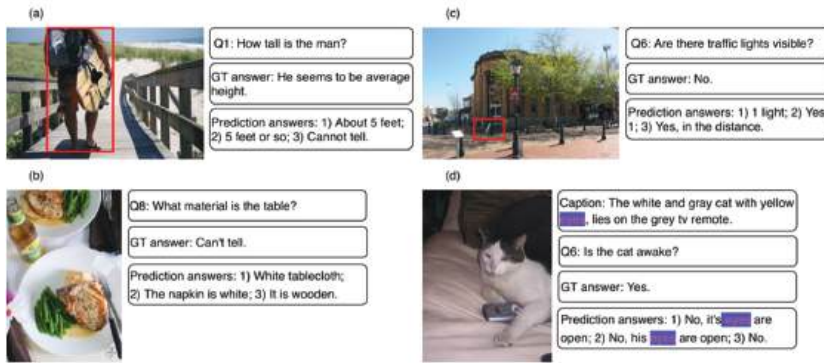 (a)
Q1: How tall is the man?
GT answer: He seems to be average
height.
Prediction answers: 1) About 5 feet;
2) 5 feet or so; 3) Cannot tell.
(b)
Q8: What material is the table?
GT answer: Can't tell.
Prediction answers: 1) White tablecloth;
2) The napkin is white; 3) It is wooden.
(c)
Q6: Are there traffic lights visible?
GT answer: No.
Prediction answers: 1) 1 light; 2) Yes
1; 3) Yes, in the distance.
(d)
Caption: The white and gray cat with yellow
, lies on the grey tv remote.
Q6: Is the cat awake?
GT answer: Yes.
Prediction answers: 1) No, it's are
open; 2) No, his are open; 3) No.